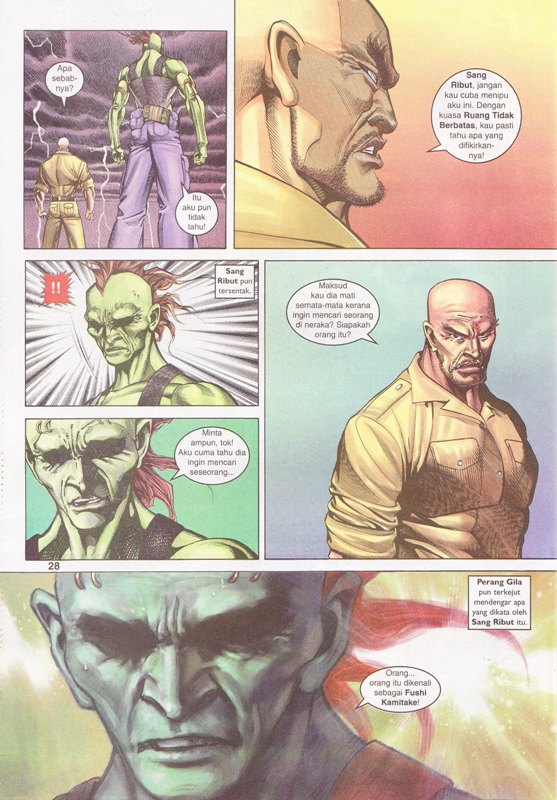 Apa
sebab-
nya?
Itu
aku pun
tidak
tahu!
Sang
Ribut, jangan
kau cuba menipu
aku ini. Dengan
kuasa Ruang Tidak
Berbatas, kau pasti
tahu apa yang
difikirkan-
nya!
!!
Sang
Ribut pun
tersentak.
Minta
ampun, tok!
Aku cuma tahu dia
ingin mencari
seseorang...
Maksud
kau dia mati
semata-mata kerana
ingin mencari seorang
di neraka? Siapakah
orang itu?
28
Perang Gila
pun terkejut
mendengar apa
yang dikata oleh
Sang Ribut itu.
Orang...
orang itu dikenali
sebagai Fushi
Kamitake!